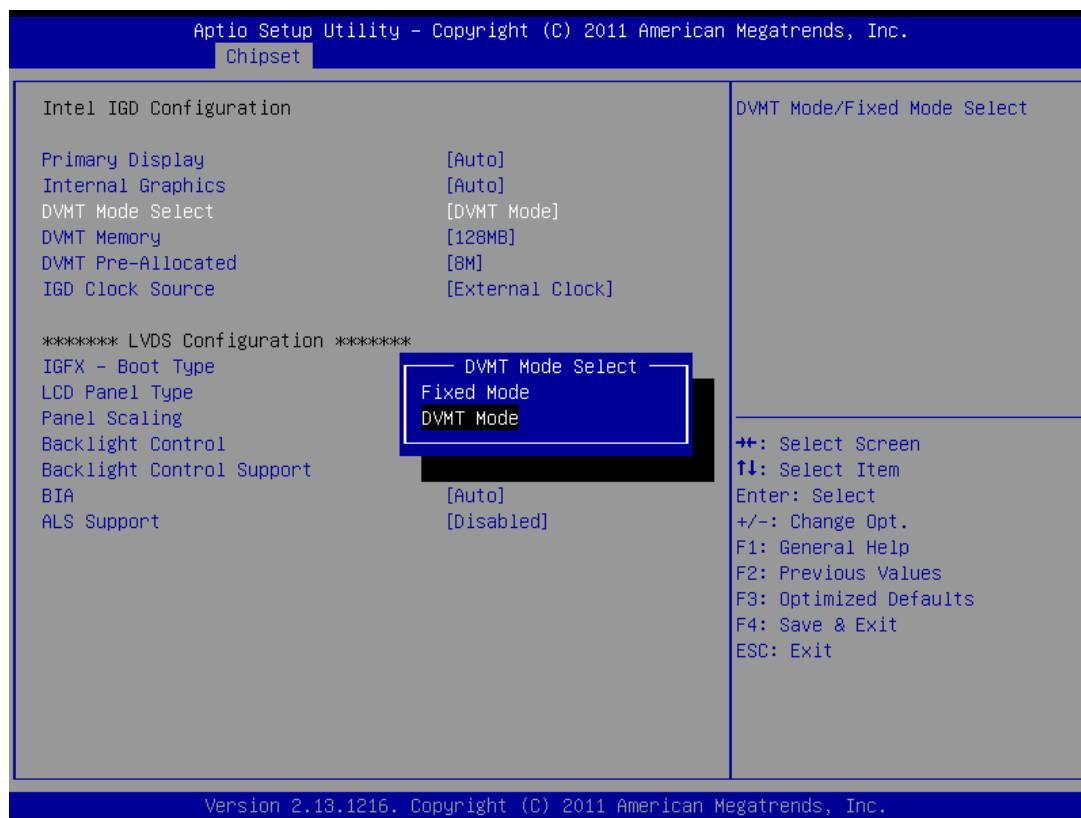 Aptio Setup Utility – Copyright (C) 2011 American Megatrends, Inc.
Chipset
Intel IGD Configuration
Primary Display [Auto]
Internal Graphics [Auto]
DVMT Mode Select [DVMT Mode]
DVMT Memory [128MB]
DVMT Pre-Allocated [8M]
IGD Clock Source [External Clock]
******* LVDS Configuration *******
IGFX – Boot Type
LCD Panel Type
Panel Scaling
Backlight Control
Backlight Control Support
BIA [Auto]
ALS Support [Disabled]
DVMT Mode Select
Fixed Mode
DVMT Mode
DVMT Mode/Fixed Mode Select
→←: Select Screen
↑↓: Select Item
Enter: Select
+/-: Change Opt.
F1: General Help
F2: Previous Values
F3: Optimized Defaults
F4: Save & Exit
ESC: Exit
Version 2.13.1216. Copyright (C) 2011 American Megatrends, Inc.